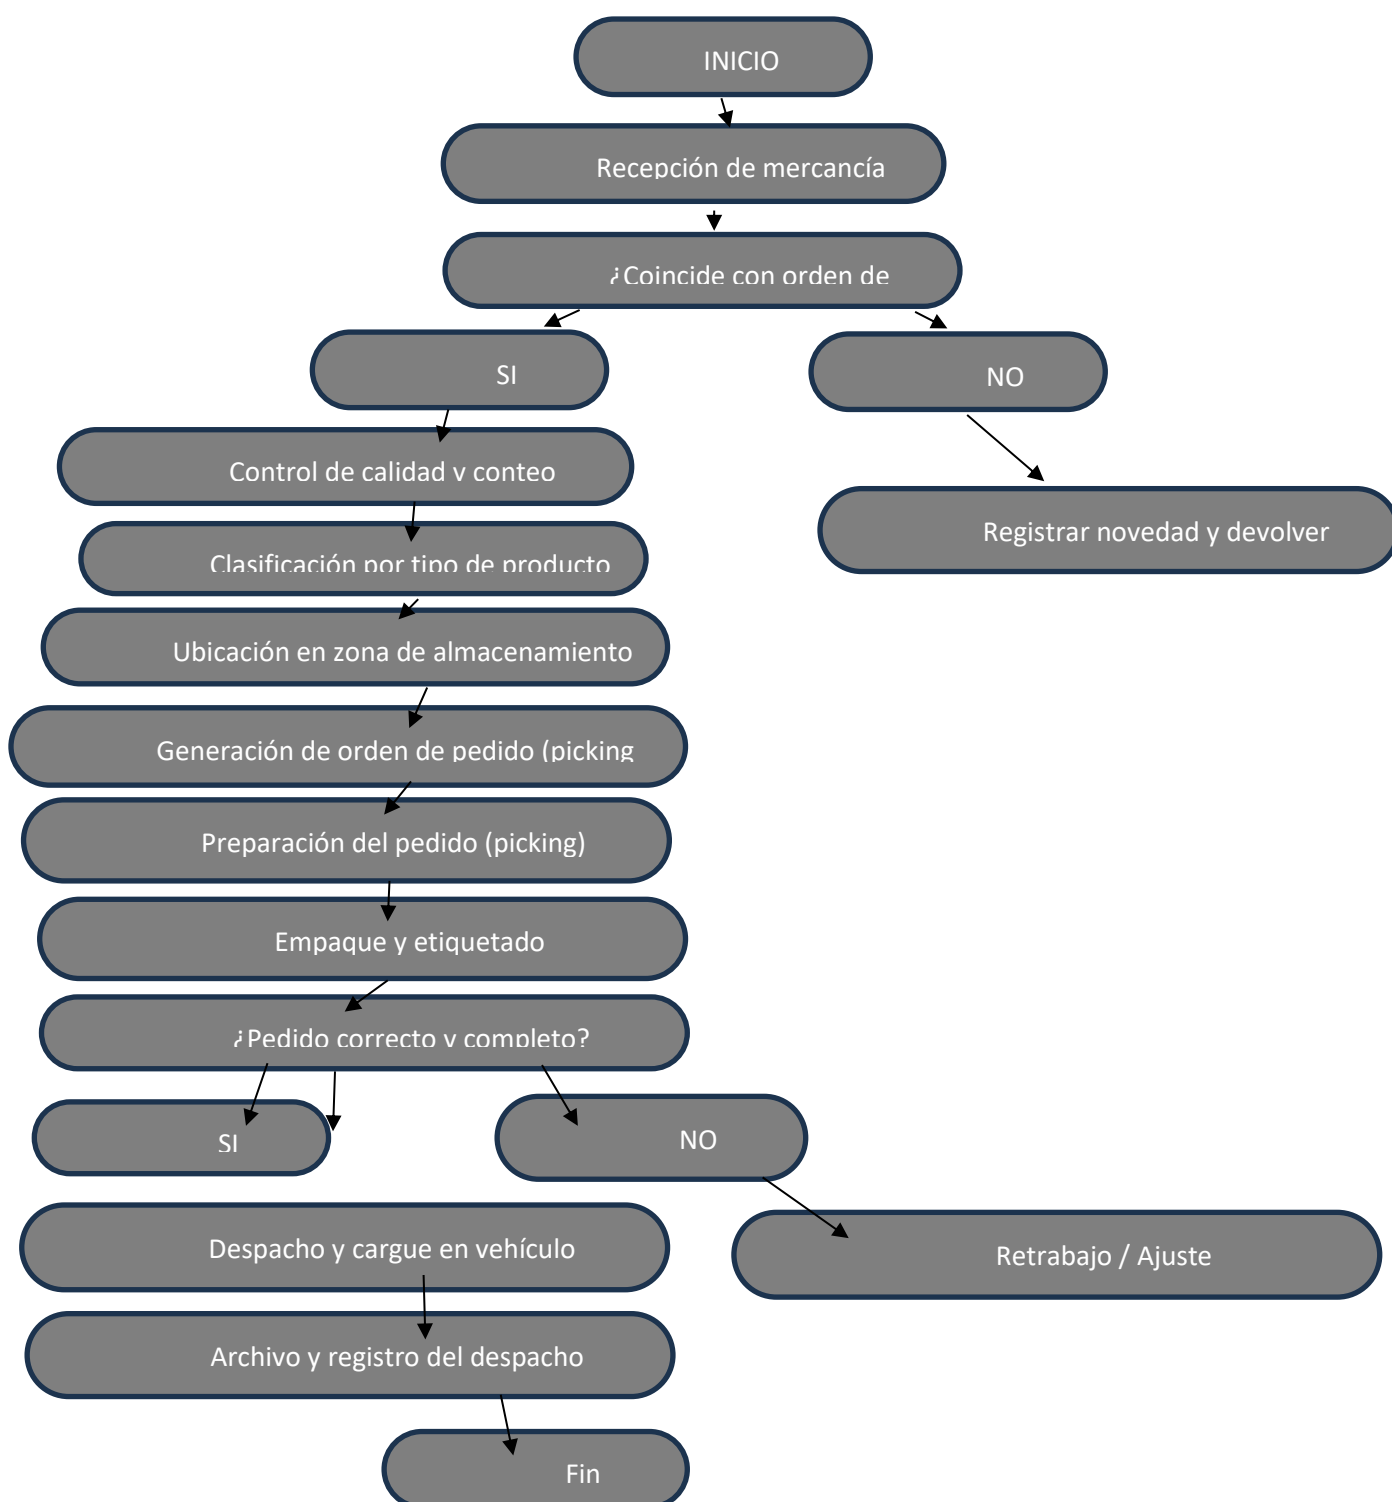 INICIO
Recepción de mercancía
¿Coincide con orden de
SI
NO
Control de calidad y conteo
Registrar novedad y devolver
Clasificación por tipo de producto
Ubicación en zona de almacenamiento
Generación de orden de pedido (picking
Preparación del pedido (picking)
Empaque y etiquetado
¿Pedido correcto y completo?
SI
NO
Despacho y cargue en vehículo
Retrabajo / Ajuste
Archivo y registro del despacho
Fin